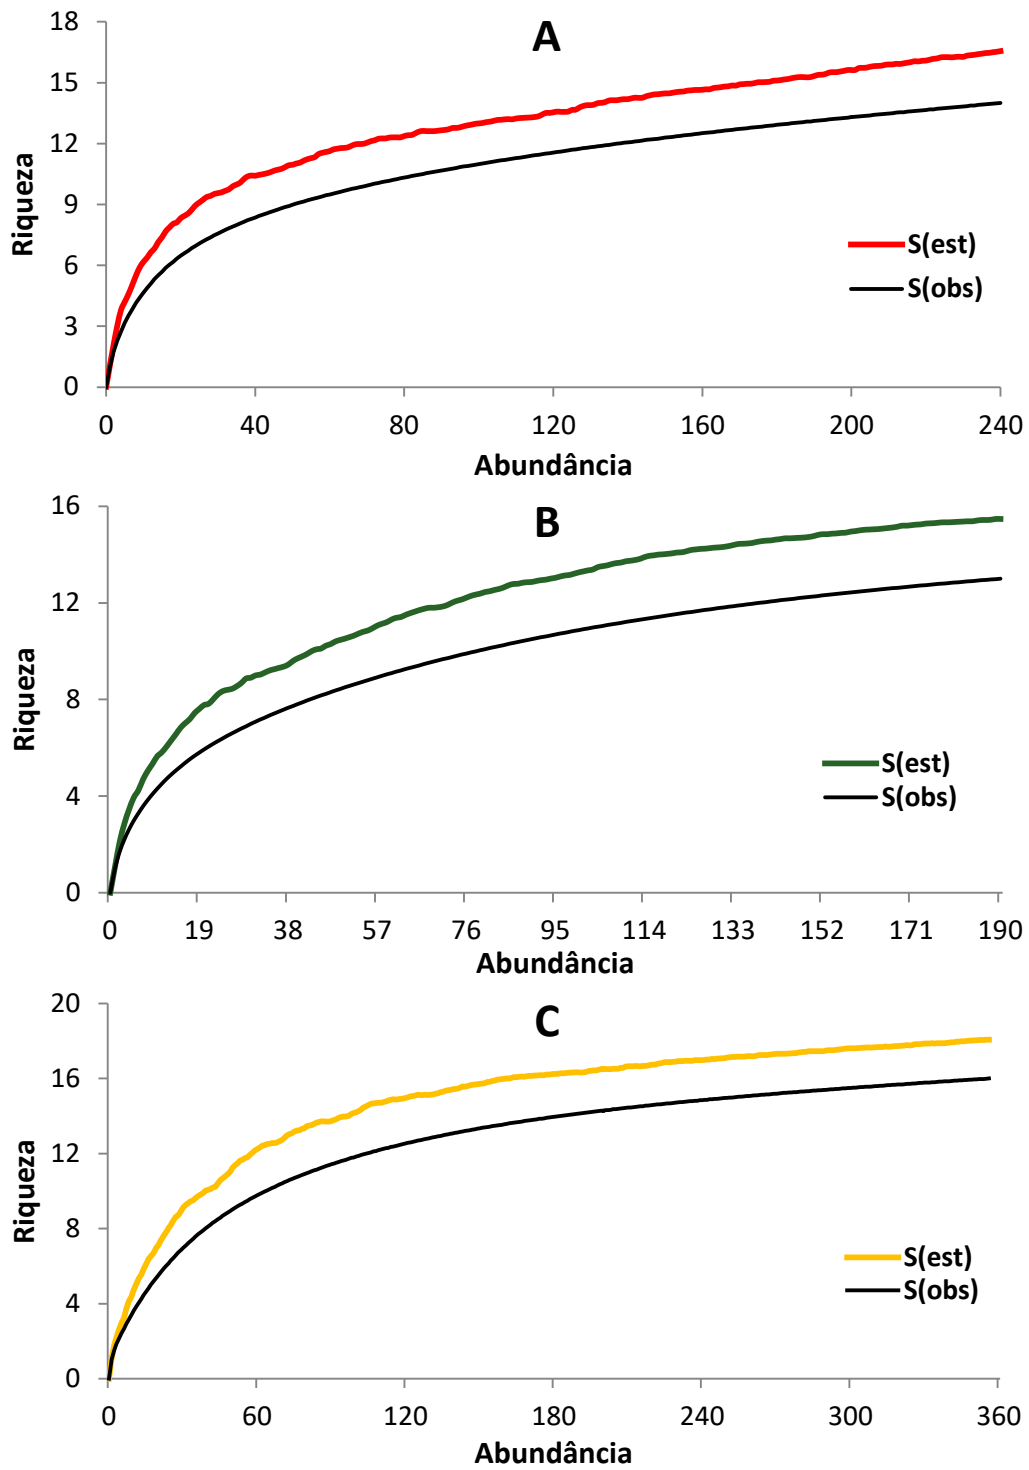 A
18
15
12
9
6
3
0
Riqueza
S(est)
S(obs)
0 40 80 120 160 200 240
Abundância
B
16
12
8
4
0
Riqueza
S(est)
S(obs)
0 19 38 57 76 95 114 133 152 171 190
Abundância
C
20
16
12
8
4
0
Riqueza
S(est)
S(obs)
0 60 120 180 240 300 360
Abundância